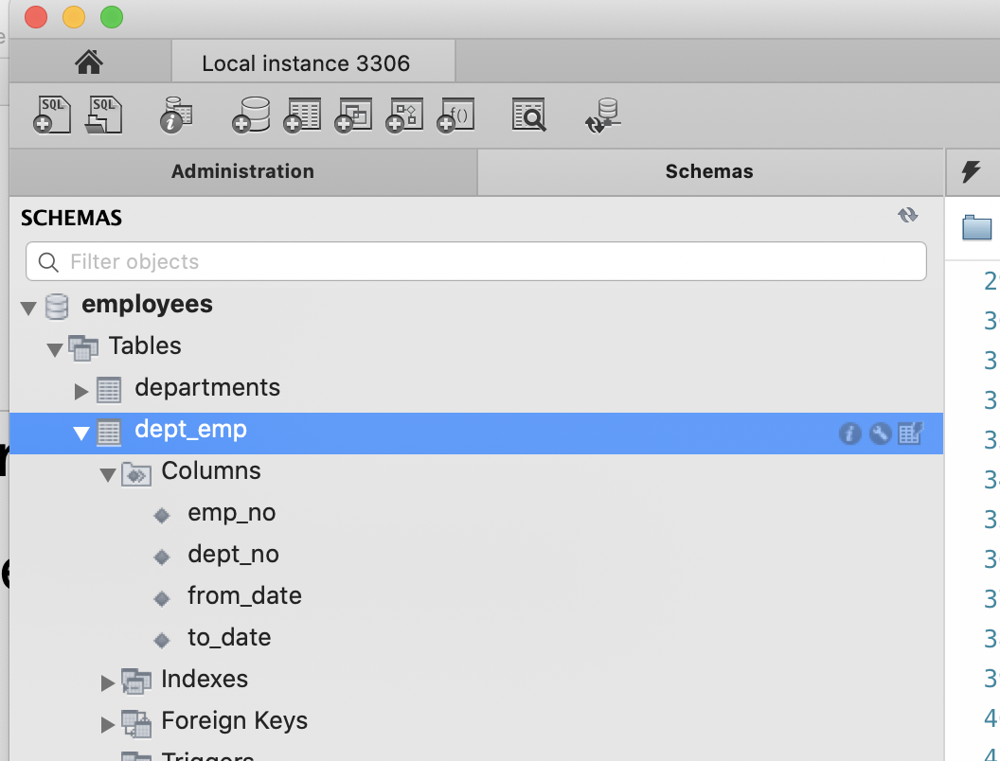 Local instance 3306
SQL SQL
Administration Schemas
SCHEMAS
Filter objects
employees
Tables
departments
dept_emp
Columns
emp_no
dept_no
from_date
to_date
Indexes
Foreign Keys
Triggers